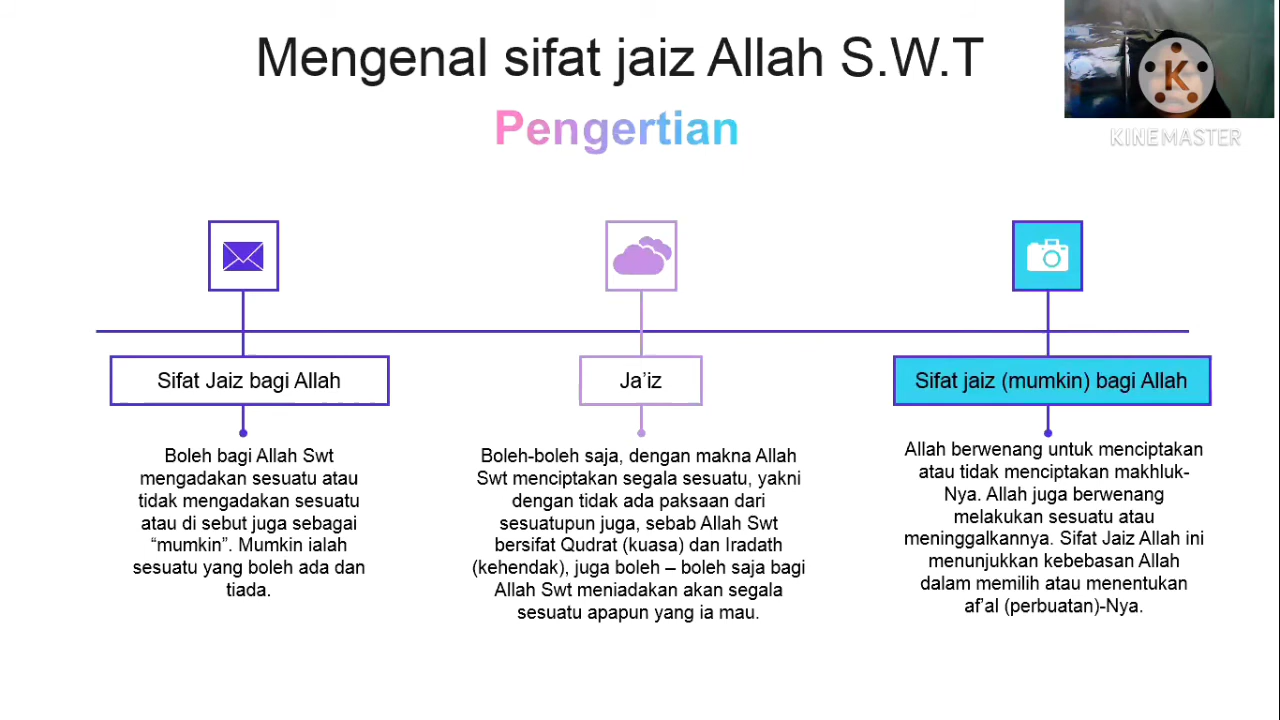 Mengenal sifat jaiz Allah S.W.T
Pengertian
K
KINEMASTER
Sifat Jaiz bagi Allah
Boleh bagi Allah Swt
mengadakan sesuatu atau
tidak mengadakan sesuatu
atau di sebut juga sebagai
“mumkin”. Mumkin ialah
sesuatu yang boleh ada dan
tiada.
Ja’iz
Boleh-boleh saja, dengan makna Allah
Swt menciptakan segala sesuatu, yakni
dengan tidak ada paksaan dari
sesuatupun juga, sebab Allah Swt
bersifat Qudrat (kuasa) dan Iradath
(kehendak), juga boleh – boleh saja bagi
Allah Swt meniadakan akan segala
sesuatu apapun yang ia mau.
Sifat jaiz (mumkin) bagi Allah
Allah berwenang untuk menciptakan
atau tidak menciptakan makhluk-
Nya. Allah juga berwenang
melakukan sesuatu atau
meninggalkannya. Sifat Jaiz Allah ini
menunjukkan kebebasan Allah
dalam memilih atau menentukan
af’al (perbuatan)-Nya.